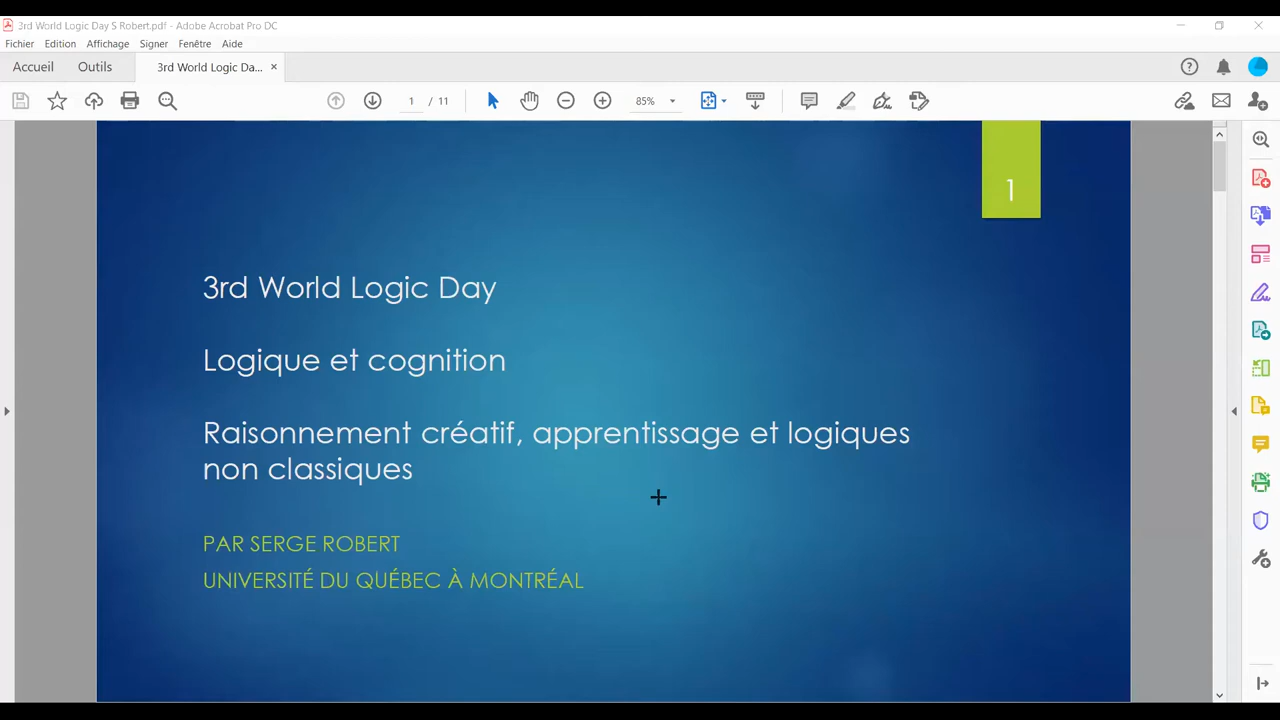 3rd World Logic Day S Robert.pdf - Adobe Acrobat Pro DC
Fichier Edition Affichage Signer Fenêtre Aide
Accueil Outils 3rd World Logic Da... ×
1 / 11 85%
1
3rd World Logic Day
Logique et cognition
Raisonnement créatif, apprentissage et logiques
non classiques
PAR SERGE ROBERT
UNIVERSITÉ DU QUÉBEC À MONTRÉAL